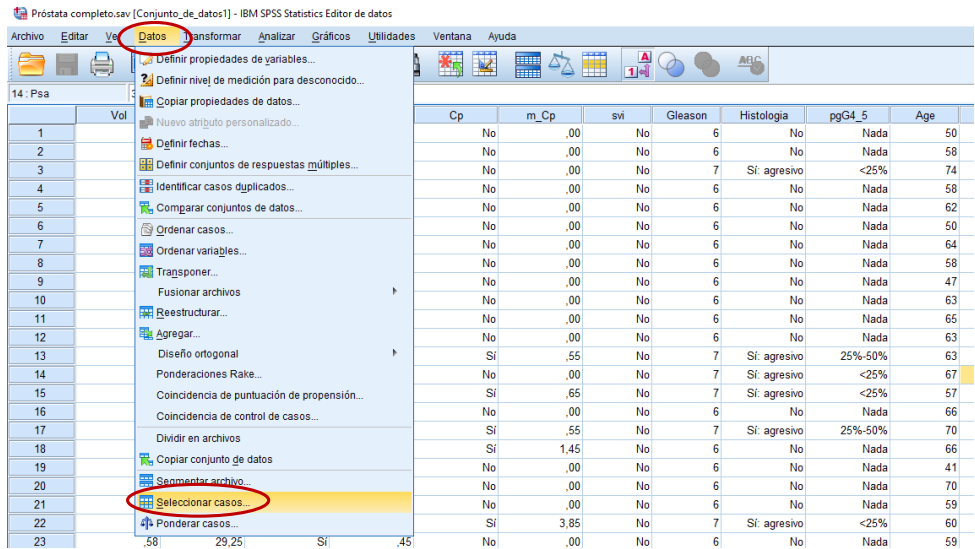 Próstata completo.sav [Conjunto_de_datos1] - IBM SPSS Statistics Editor de datos
Archivo Editar Datos Transformar Analizar Gráficos Utilidades Ventana Ayuda
14 : Psa
Vol Cp m_Cp svi Gleason Histologia pgG4_5 Age
Definir propiedades de variables...
Definir nivel de medición para desconocido...
Copiar propiedades de datos...
Nuevo atributo personalizado...
Definir fechas...
Definir conjuntos de respuestas múltiples...
Identificar casos duplicados...
Comparar conjuntos de datos...
Ordenar casos...
Ordenar variables...
Transponer...
Fusionar archivos
Reestructurar...
Agregar...
Diseño ortogonal
Ponderaciones Rake...
Coincidencia de puntuación de propensión...
Coincidencia de control de casos...
Dividir en archivos
Copiar conjunto de datos
Segmentar archivo...
Seleccionar casos...
Ponderar casos...
1 No ,00 No 6 No Nada 50
2 No ,00 No 6 No Nada 58
3 No ,00 No 7 Sí: agresivo <25% 74
4 No ,00 No 6 No Nada 58
5 No ,00 No 6 No Nada 62
6 No ,00 No 6 No Nada 50
7 No ,00 No 6 No Nada 64
8 No ,00 No 6 No Nada 58
9 No ,00 No 6 No Nada 47
10 No ,00 No 6 No Nada 63
11 No ,00 No 6 No Nada 65
12 No ,00 No 6 No Nada 63
13 Sí ,55 No 7 Sí: agresivo 25%-50% 63
14 No ,00 No 7 Sí: agresivo <25% 67
15 Sí ,65 No 7 Sí: agresivo <25% 57
16 No ,00 No 6 No Nada 66
17 Sí ,55 No 7 Sí: agresivo 25%-50% 70
18 Sí 1,45 No 6 No Nada 66
19 No ,00 No 6 No Nada 41
20 No ,00 No 6 No Nada 70
21 No ,00 No 6 No Nada 59
22 Sí 3,85 No 7 Sí: agresivo <25% 60
23 ,58 29,25 Sí ,45 No ,00 No 6 No Nada 59